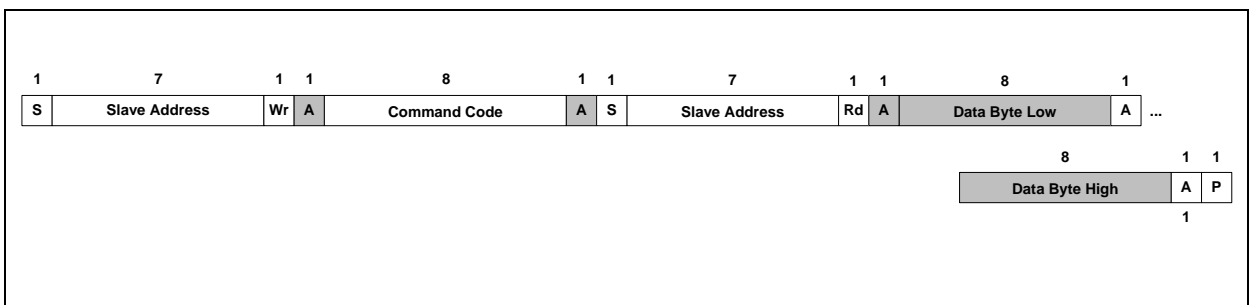 1 7 1 1 8 1 1 7 1 1 8 1
S Slave Address Wr A Command Code A S Slave Address Rd A Data Byte Low A ...
8 1 1
Data Byte High A P
1